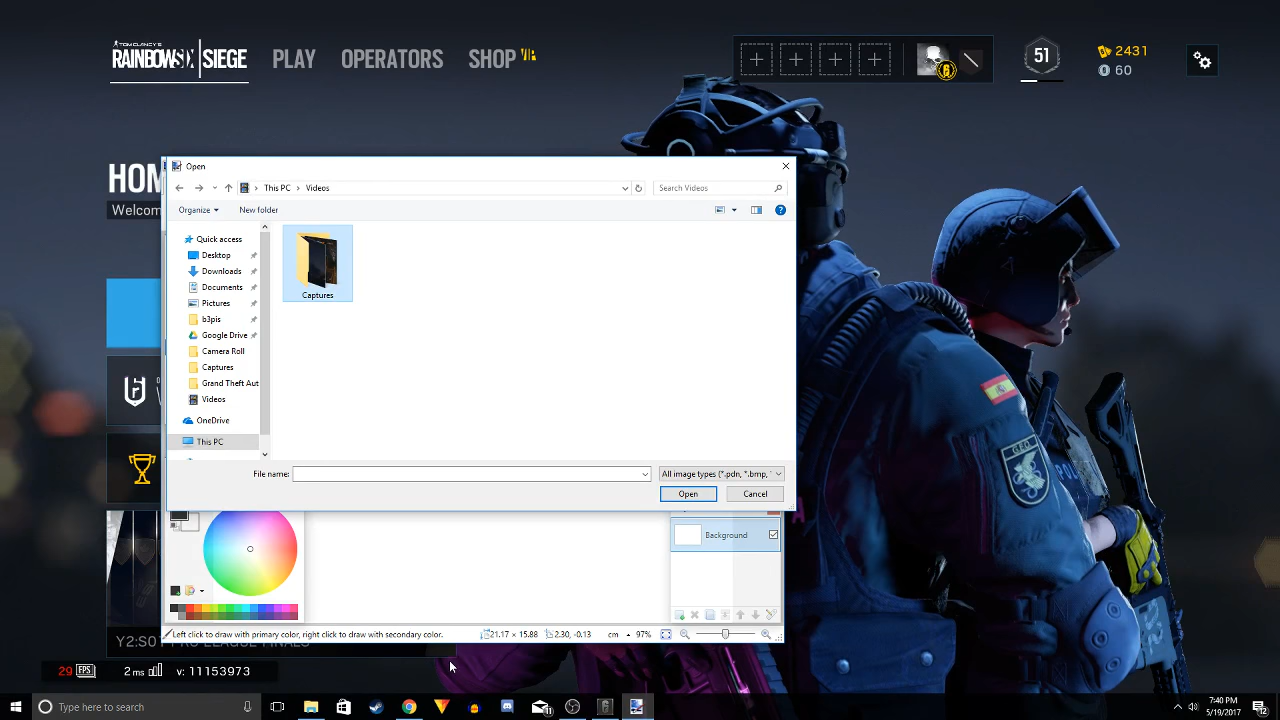 TOM CLANCY'S
RAINBOW SIX | SIEGE
PLAY
OPERATORS
SHOP
51
2431
60
HOM
Welcom
Open
This PC > Videos
Search Videos
Organize
New folder
Quick access
Desktop
Downloads
Documents
Pictures
b3pis
Google Drive
Camera Roll
Captures
Grand Theft Aut
Videos
OneDrive
This PC
Captures
File name:
All image types (*.pdn, *.bmp, *
Open
Cancel
GEO
Background
Left click to draw with primary color, right click to draw with secondary color.
21.17 × 15.88
2.30, -0.13
cm
97%
29 FPS
2 ms
v: 11153973
Type here to search
7:40 PM
5/19/2017
12